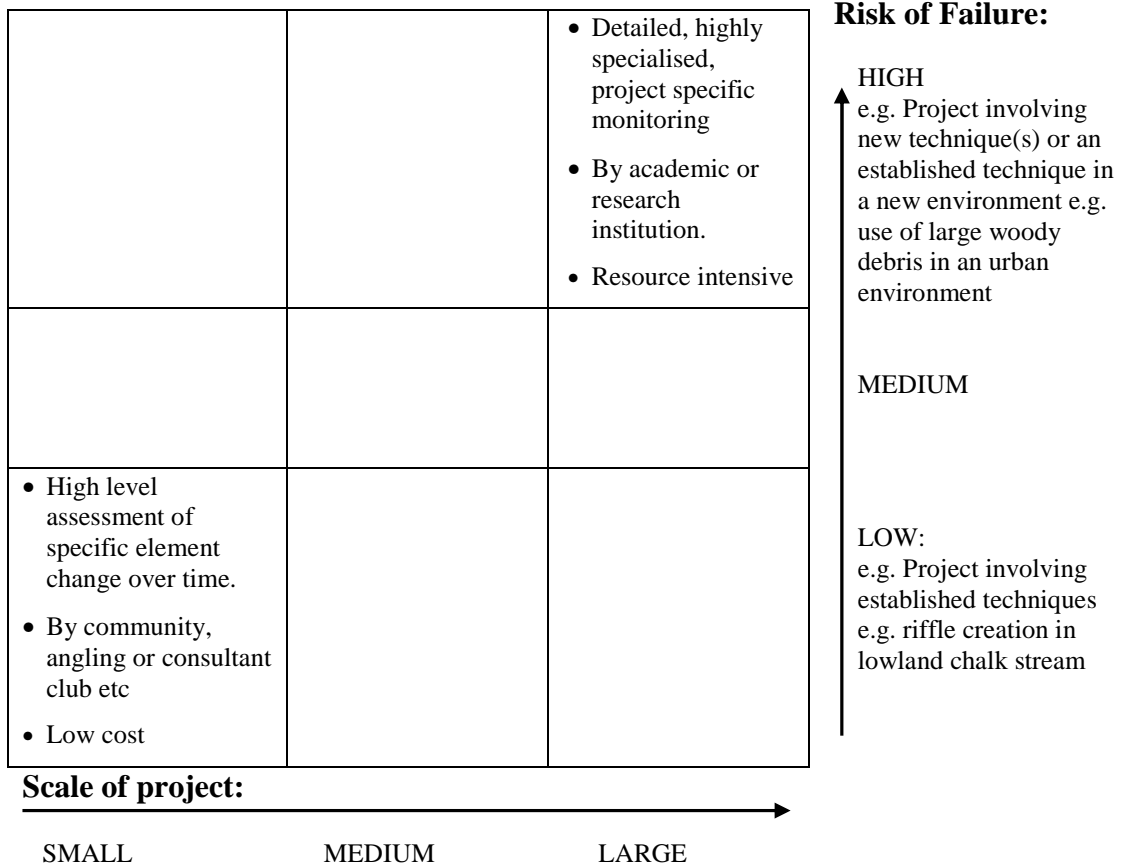 • Detailed, highly
specialised,
project specific
monitoring
• By academic or
research
institution.
• Resource intensive
• High level
assessment of
specific element
change over time.
• By community,
angling or consultant
club etc
• Low cost
Risk of Failure:
HIGH
e.g. Project involving
new technique(s) or an
established technique in
a new environment e.g.
use of large woody
debris in an urban
environment
MEDIUM
LOW:
e.g. Project involving
established techniques
e.g. riffle creation in
lowland chalk stream
Scale of project:
SMALL MEDIUM LARGE